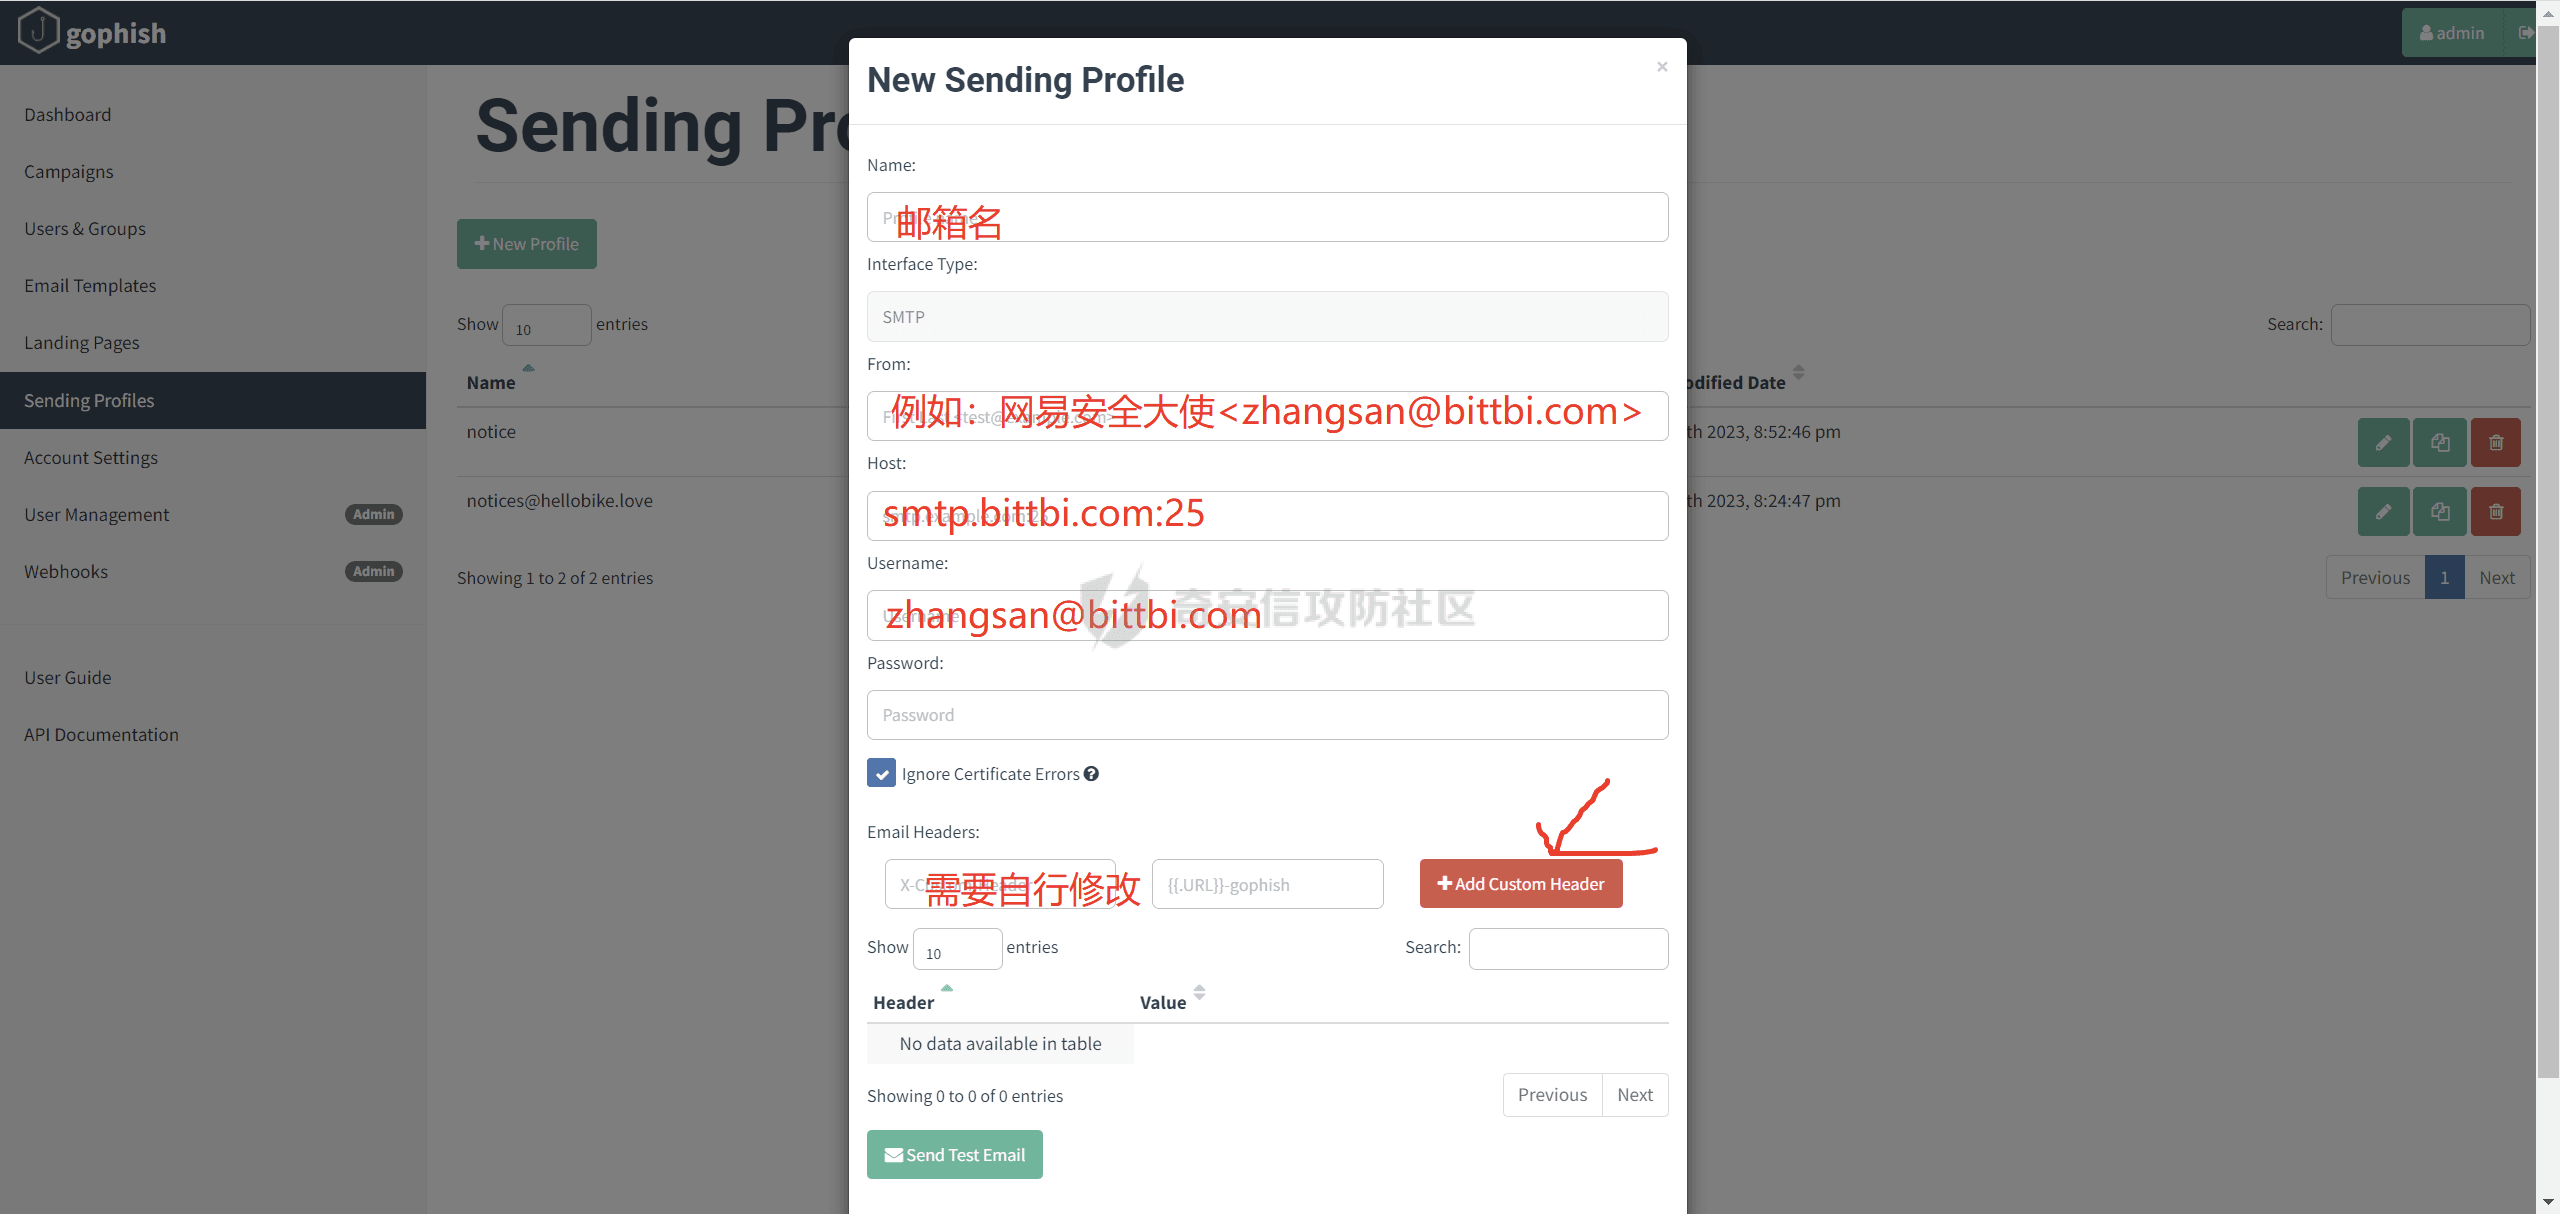 gophish
admin
Dashboard
Campaigns
Users & Groups
Email Templates
Landing Pages
Sending Profiles
Account Settings
User Management Admin
Webhooks Admin
User Guide
API Documentation
Sending Pro
New Profile
Show 10 entries
Search:
Name
odified Date
notice
th 2023, 8:52:46 pm
notices@hellobike.love
th 2023, 8:24:47 pm
Showing 1 to 2 of 2 entries
Previous 1 Next
New Sending Profile
×
Name:
邮箱名
Interface Type:
SMTP
From:
例如：网易安全大使<zhangsan@bittbi.com>
Host:
smtp.bittbi.com:25
Username:
zhangsan@bittbi.com
奇安信攻防社区
Password:
Password
Ignore Certificate Errors
Email Headers:
需要自行修改
{{.URL}}-gophish
Add Custom Header
Show 10 entries
Search:
Header Value
No data available in table
Showing 0 to 0 of 0 entries
Previous Next
Send Test Email